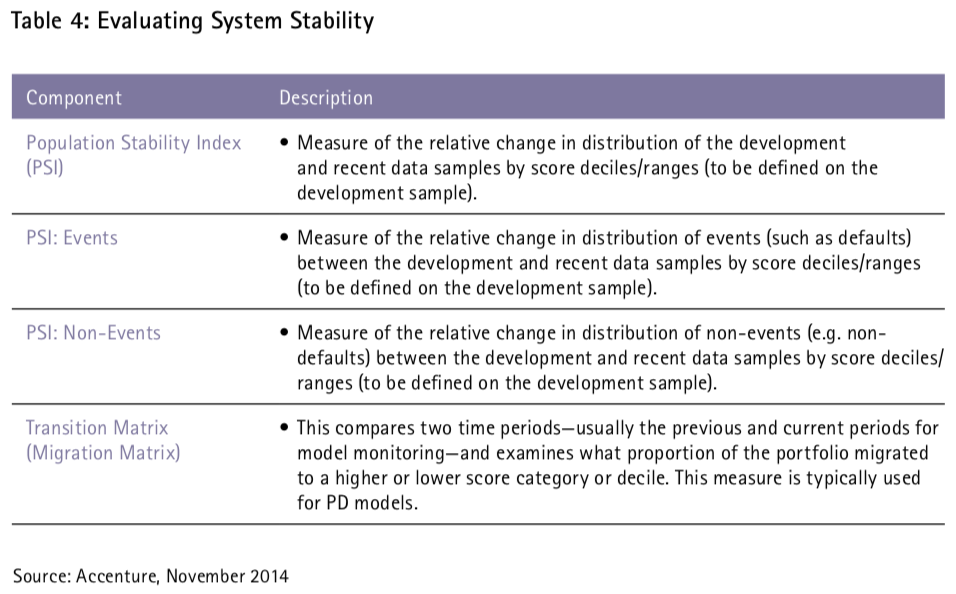 Table 4: Evaluating System Stability
Component
Description
Population Stability Index
(PSI)
• Measure of the relative change in distribution of the development
and recent data samples by score deciles/ranges (to be defined on the
development sample).
PSI: Events
• Measure of the relative change in distribution of events (such as defaults)
between the development and recent data samples by score deciles/ranges
(to be defined on the development sample).
PSI: Non-Events
• Measure of the relative change in distribution of non-events (e.g. non-
defaults) between the development and recent data samples by score deciles/
ranges (to be defined on the development sample).
Transition Matrix
(Migration Matrix)
• This compares two time periods—usually the previous and current periods for
model monitoring—and examines what proportion of the portfolio migrated
to a higher or lower score category or decile. This measure is typically used
for PD models.
Source: Accenture, November 2014